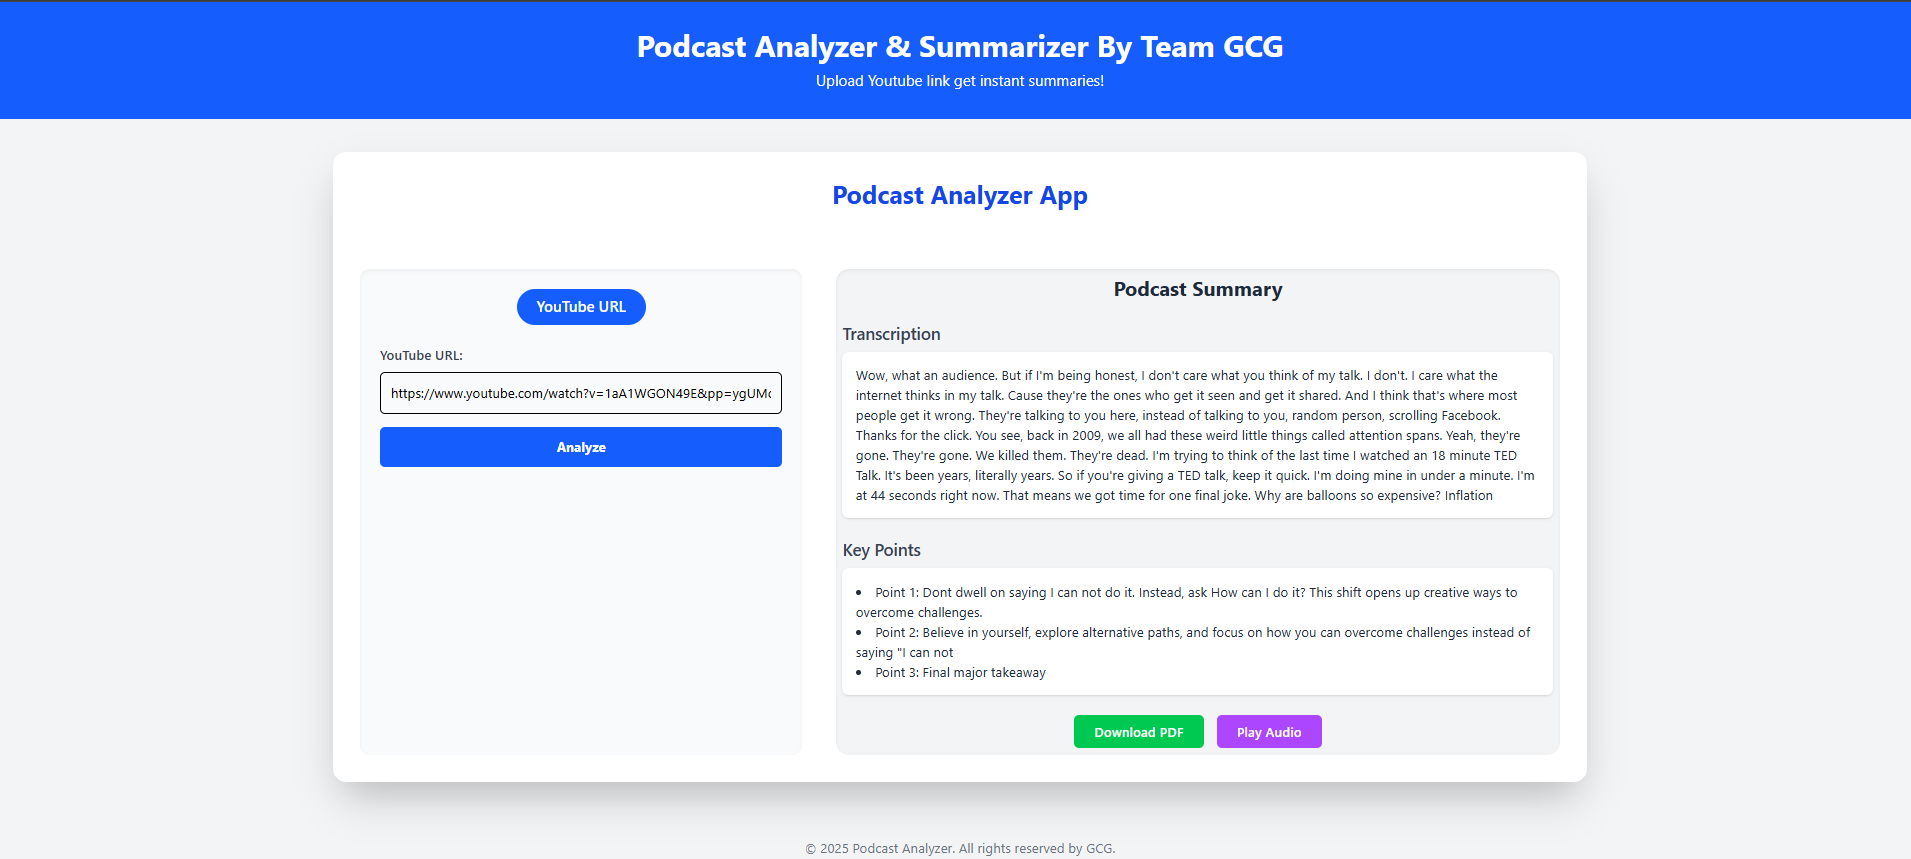 Podcast Analyzer & Summarizer By Team GCG
Upload Youtube link get instant summaries!
Podcast Analyzer App
YouTube URL
YouTube URL:
https://www.youtube.com/watch?v=1aA1WGON49E&pp=ygUM
Analyze
Podcast Summary
Transcription
Wow, what an audience. But if I'm being honest, I don't care what you think of my talk. I don't. I care what the
internet thinks in my talk. Cause they're the ones who get it seen and get it shared. And I think that's where most
people get it wrong. They're talking to you here, instead of talking to you, random person, scrolling Facebook.
Thanks for the click. You see, back in 2009, we all had these weird little things called attention spans. Yeah, they're
gone. They're gone. We killed them. They're dead. I'm trying to think of the last time I watched an 18 minute TED
Talk. It's been years, literally years. So if you're giving a TED talk, keep it quick. I'm doing mine in under a minute. I'm
at 44 seconds right now. That means we got time for one final joke. Why are balloons so expensive? Inflation
Key Points
• Point 1: Dont dwell on saying I can not do it. Instead, ask How can I do it? This shift opens up creative ways to
overcome challenges.
• Point 2: Believe in yourself, explore alternative paths, and focus on how you can overcome challenges instead of
saying "I can not
• Point 3: Final major takeaway
Download PDF
Play Audio
© 2025 Podcast Analyzer. All rights reserved by GCG.